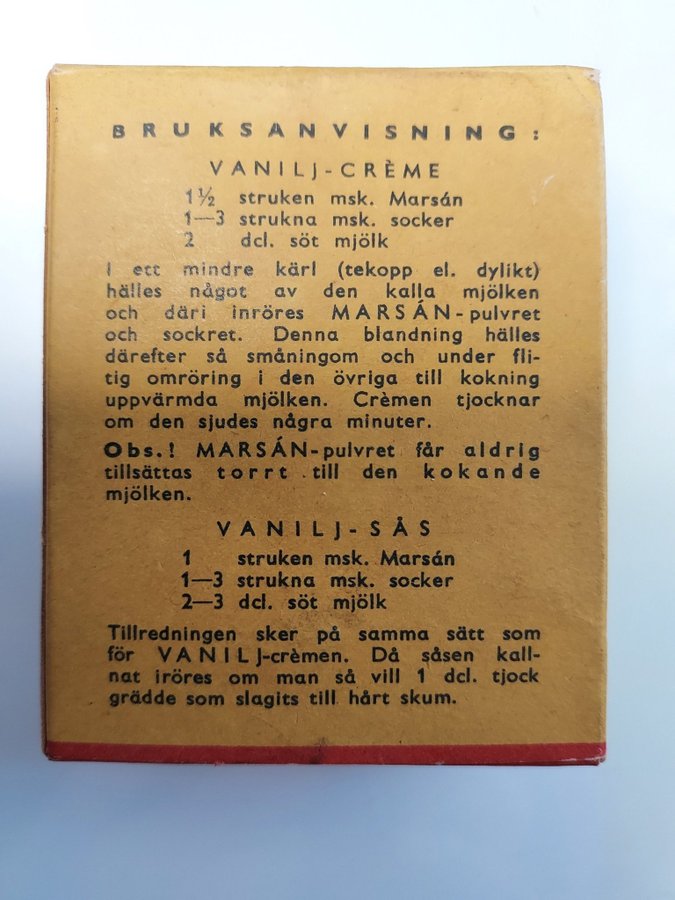 BRUKSANVISNING:
VANILJ-CRÈME
1½ struken msk. Marsán
1—3 strukna msk. socker
2 dcl. söt mjölk
I ett mindre kärl (tekopp el. dylikt)
hälles något av den kalla mjölken
och däri inröres MARSÁN-pulvret
och sockret. Denna blandning hälles
därefter så småningom och under fli-
tig omröring i den övriga till kokning
uppvärmda mjölken. Crèmen tjocknar
om den sjudes några minuter.
Obs.! MARSÁN-pulvret får aldrig
tillsättas torrt till den kokande
mjölken.
VANILJ-SÅS
1 struken msk. Marsán
1—3 strukna msk. socker
2—3 dcl. söt mjölk
Tillredningen sker på samma sätt som
för VANILJ-crèmen. Då såsen kall-
nat iröres om man så vill 1 dcl. tjock
grädde som slagits till hårt skum.